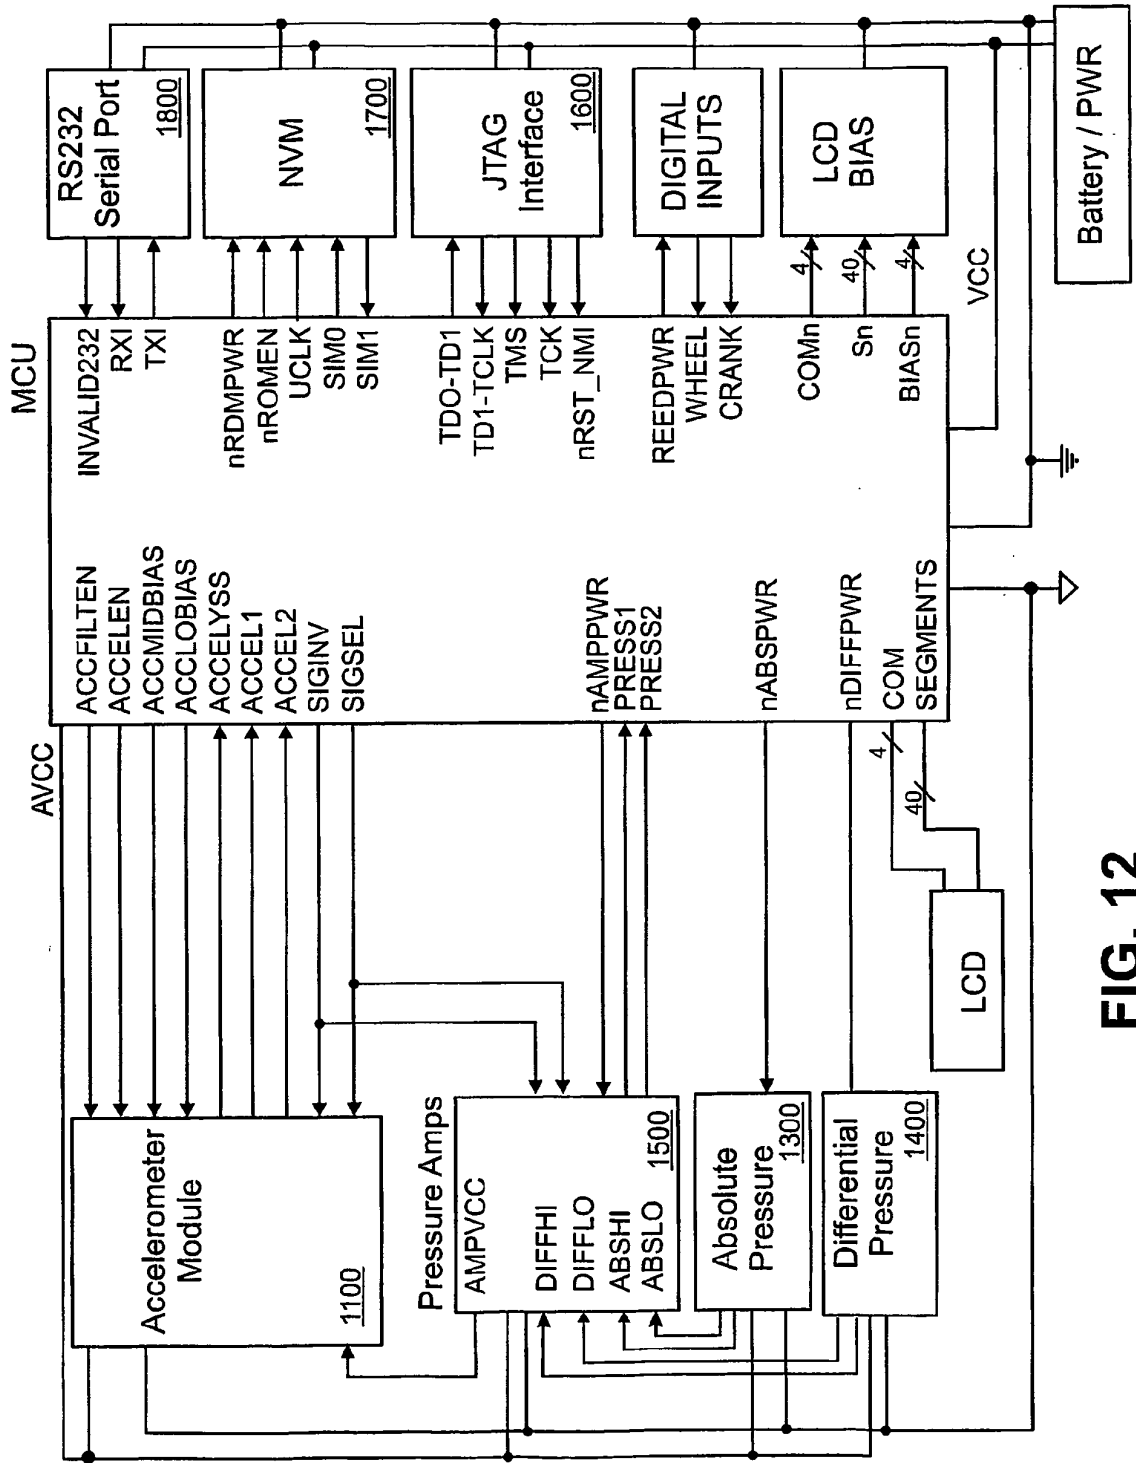 MCU
RS232
Serial Port
1800
NVM
1700
JTAG
Interface
1600
DIGITAL
INPUTS
LCD
BIAS
Battery / PWR
VCC
INVALID232
RXI
TXI
nRDMPWR
nROMEN
UCLK
SIM0
SIM1
TDO-TD1
TD1-TCLK
TMS
TCK
nRST_NMI
REEDPWR
WHEEL
CRANK
COMn
Sn
BIASn
4
40
4
AVCC
ACCFILTEN
ACCELEN
ACCMIDBIAS
ACCLOBIAS
ACCELYSS
ACCEL1
ACCEL2
SIGINV
SIGSEL
nAMPPWR
PRESS1
PRESS2
nABSPWR
nDIFFPWR
COM
SEGMENTS
4
40
Accelerometer
Module
1100
Pressure Amps
AMPVCC
DIFFHI
DIFFLO
ABSHI
ABSLO
1500
Absolute
Pressure
1300
Differential
Pressure
1400
LCD
FIG. 12